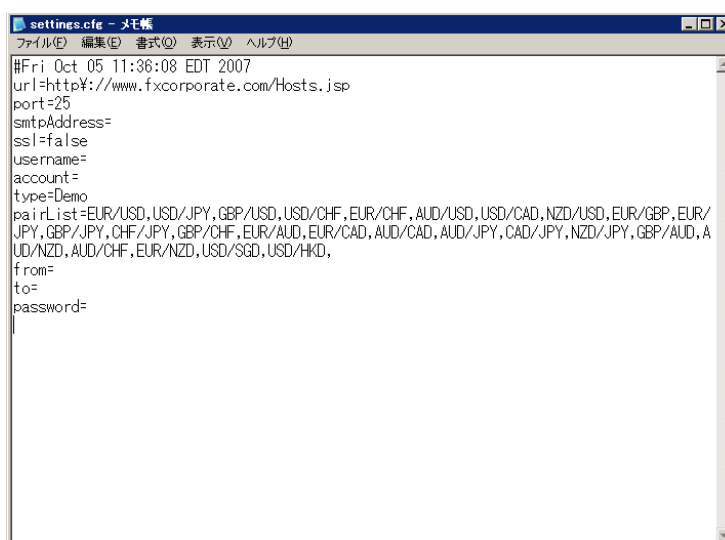 settings.cfg - メモ帳
ファイル(F) 編集(E) 書式(O) 表示(V) ヘルプ(H)
#Fri Oct 05 11:36:08 EDT 2007
url=http¥://www.fxcorporate.com/Hosts.jsp
port=25
smtpAddress=
ssl=false
username=
account=
type=Demo
pairList=EUR/USD,USD/JPY,GBP/USD,USD/CHF,EUR/CHF,AUD/USD,USD/CAD,NZD/USD,EUR/GBP,EUR/
JPY,GBP/JPY,CHF/JPY,GBP/CHF,EUR/AUD,EUR/CAD,AUD/CAD,AUD/JPY,CAD/JPY,NZD/JPY,GBP/AUD,A
UD/NZD,AUD/CHF,EUR/NZD,USD/SGD,USD/HKD,
from=
to=
password=